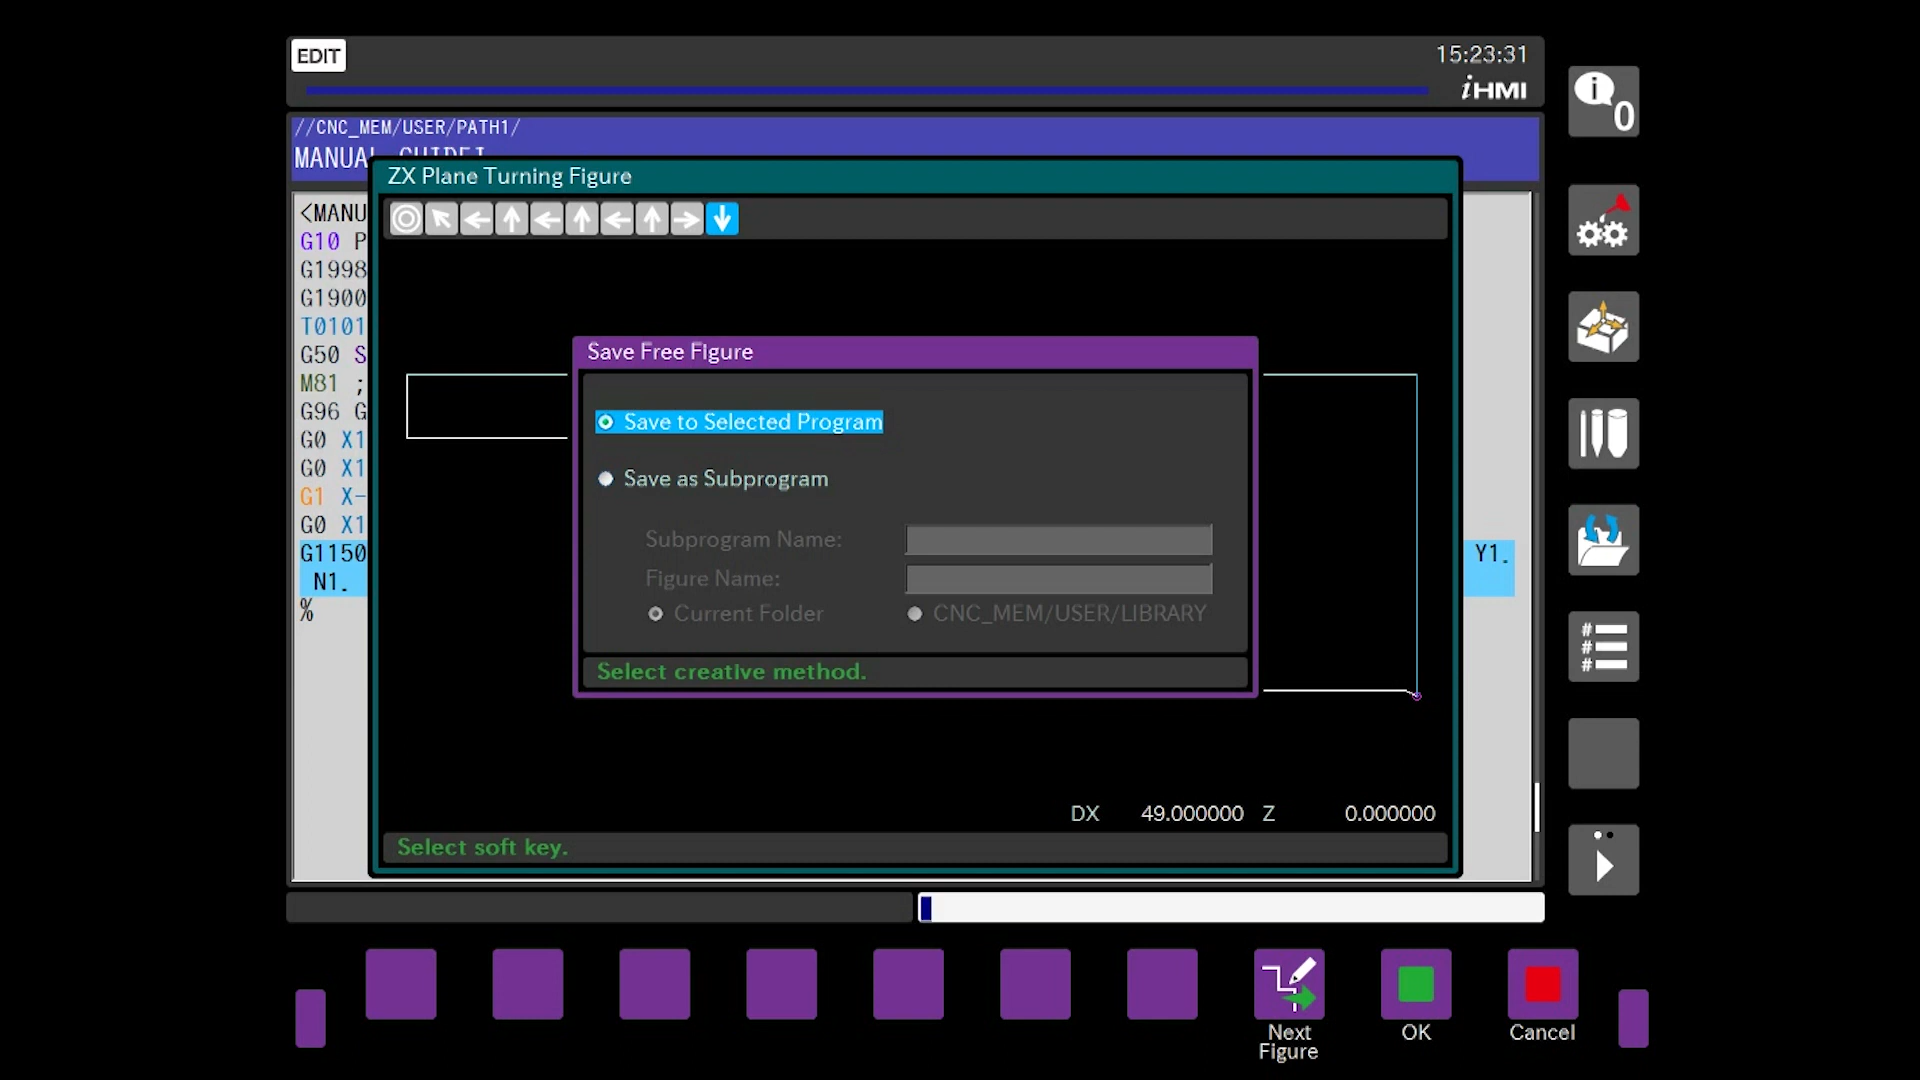 EDIT
15:23:31
iHMI
//CNC_MEM/USER/PATH1/
MANUAL GUIDEI
ZX Plane Turning Figure
<MANU
G10 P
G1998
G1900
T0101
G50 S
M81 ;
G96 G
G0 X1
G0 X1
G1 X-
G0 X1
G1150
Y1.
N1.
%
Save Free FIgure
Save to Selected Program
Save as Subprogram
Subprogram Name:
Figure Name:
Current Folder
CNC_MEM/USER/LIBRARY
Select creative method.
DX 49.000000 Z 0.000000
Select soft key.
i 0
#
#
#
Next
Figure
OK
Cancel